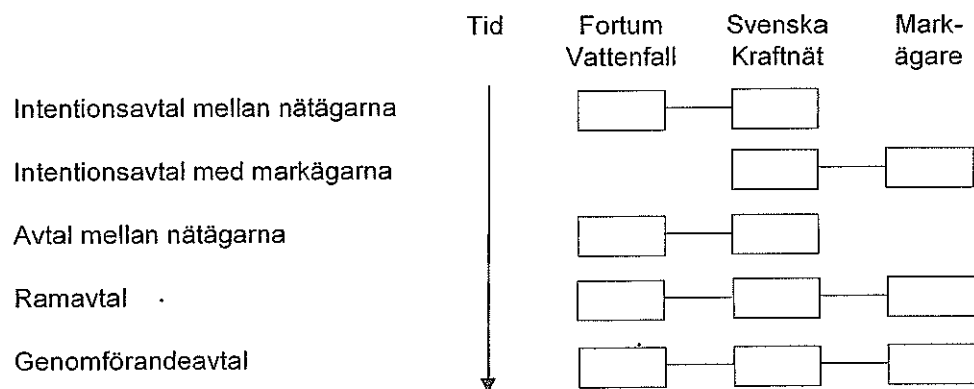 Tid Fortum Svenska Mark-
Vattenfall Kraftnät ägare
Intentionsavtal mellan nätägarna
Intentionsavtal med markägarna
Avtal mellan nätägarna
Ramavtal
Genomförandeavtal